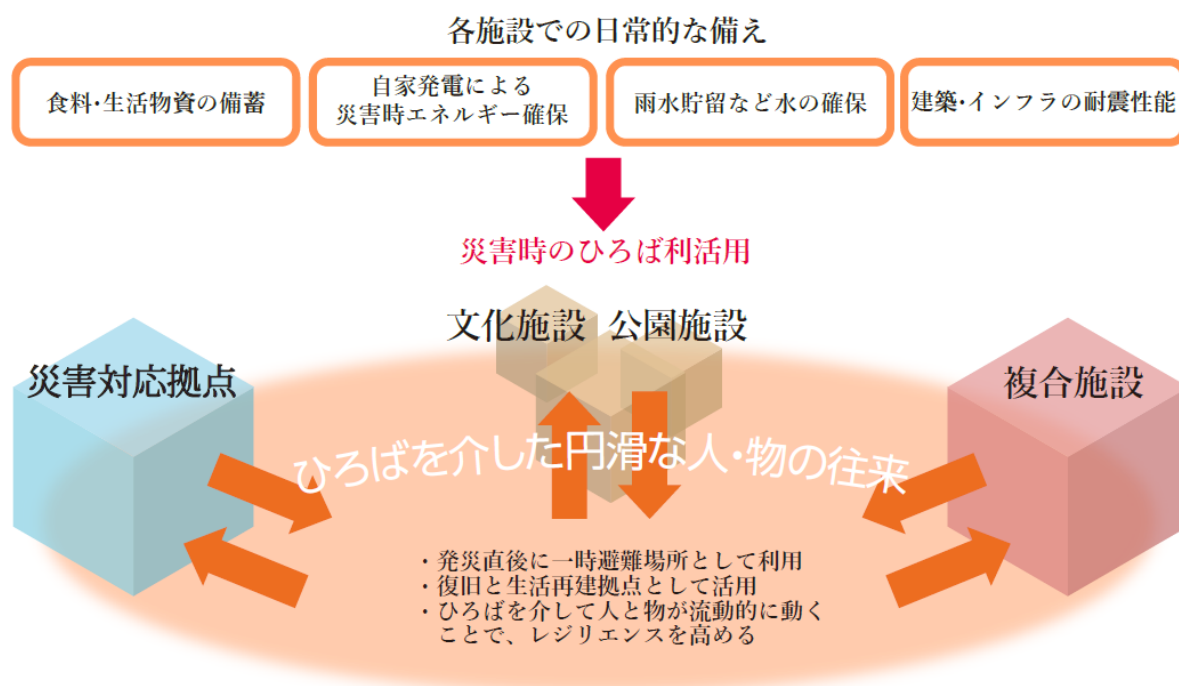 各施設での日常的な備え
食料･生活物資の備蓄
自家発電による
災害時エネルギー確保
雨水貯留など水の確保
建築･インフラの耐震性能
災害時のひろば利活用
文化施設
公園施設
災害対応拠点
複合施設
ひろばを介した円滑な人･物の往来
・発災直後に一時避難場所として利用
・復旧と生活再建拠点として活用
・ひろばを介して人と物が流動的に動く
ことで、レジリエンスを高める